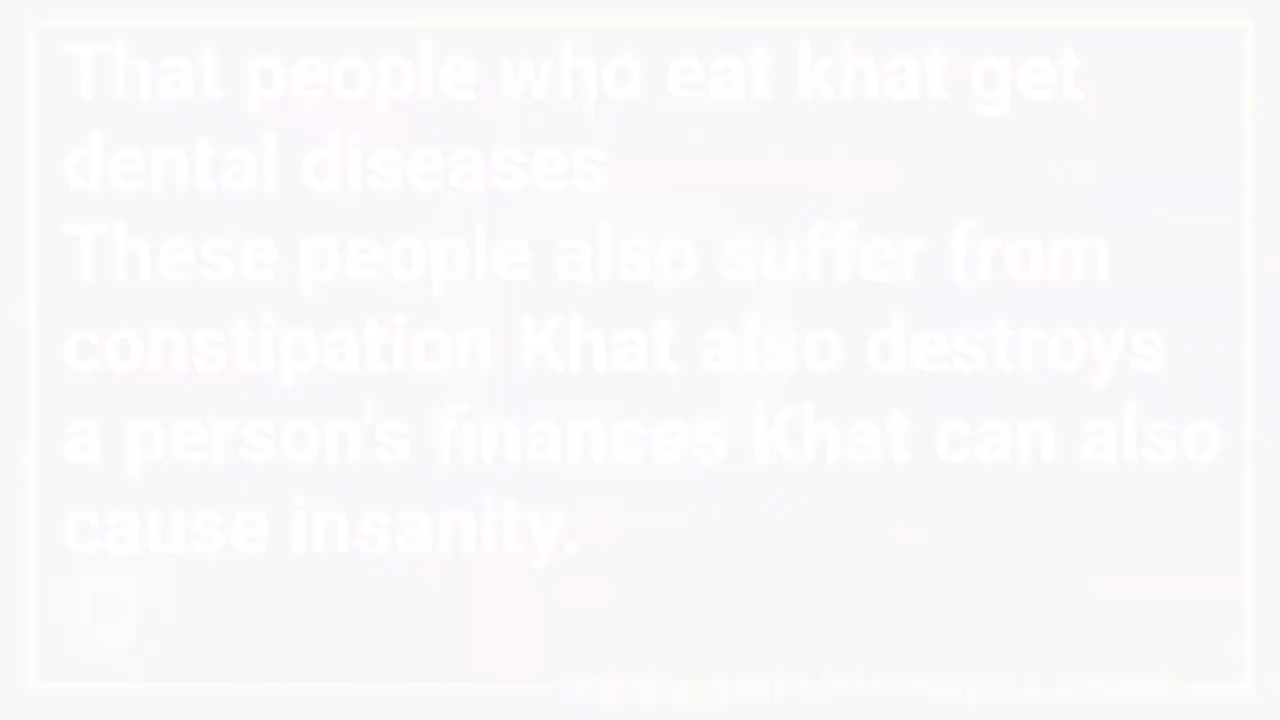 That people who eat khat get
dental diseases
These people also suffer from
constipation Khat also destroys
a person's finances Khat can also
cause insanity.